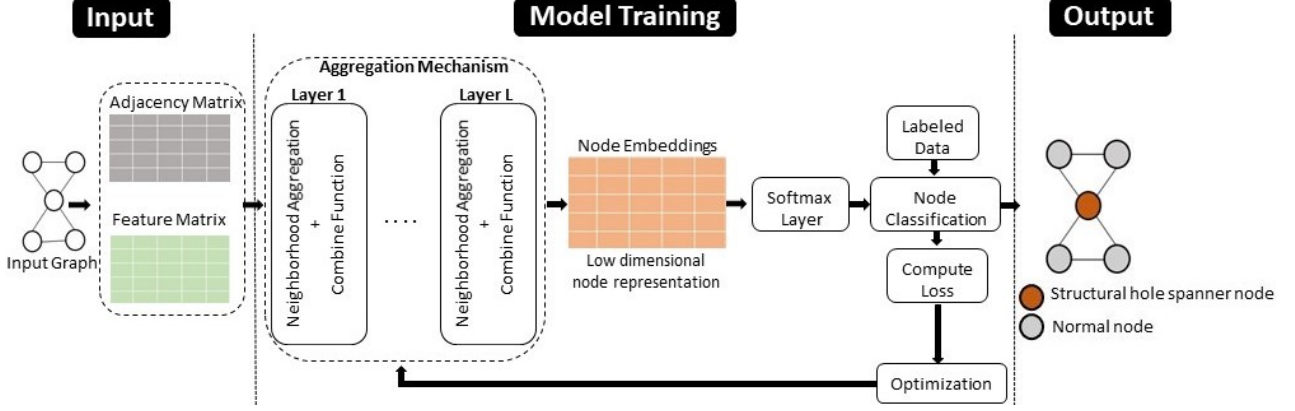 Input
Model Training
Output
Adjacency Matrix
Feature Matrix
Input Graph
Aggregation Mechanism
Layer 1
Neighborhood Aggregation
+
Combine Function
....
Layer L
Neighborhood Aggregation
+
Combine Function
Node Embeddings
Low dimensional
node representation
Softmax
Layer
Labeled
Data
Node
Classification
Compute
Loss
Optimization
Structural hole spanner node
Normal node